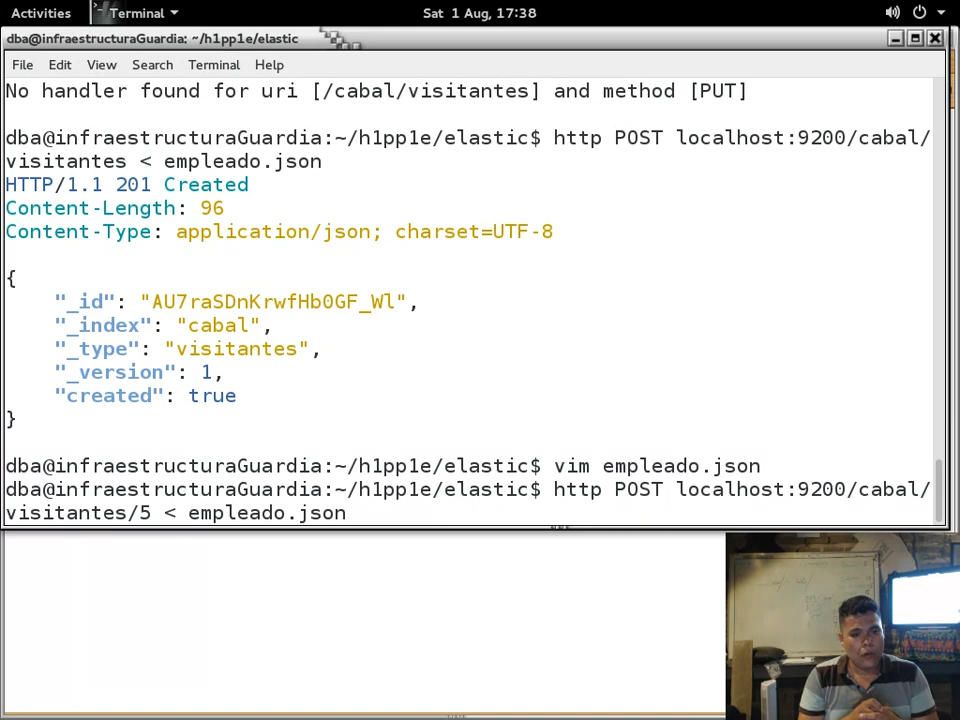 Activities Terminal Sat 1 Aug, 17:38
dba@infraestructuraGuardia: ~/h1pp1e/elastic
File Edit View Search Terminal Help
No handler found for uri [/cabal/visitantes] and method [PUT]
dba@infraestructuraGuardia:~/h1pp1e/elastic$ http POST localhost:9200/cabal/
visitantes < empleado.json
HTTP/1.1 201 Created
Content-Length: 96
Content-Type: application/json; charset=UTF-8
{
"_id": "AU7raSDnKrwfHb0GF_Wl",
"_index": "cabal",
"_type": "visitantes",
"_version": 1,
"created": true
}
dba@infraestructuraGuardia:~/h1pp1e/elastic$ vim empleado.json
dba@infraestructuraGuardia:~/h1pp1e/elastic$ http POST localhost:9200/cabal/
visitantes/5 < empleado.json